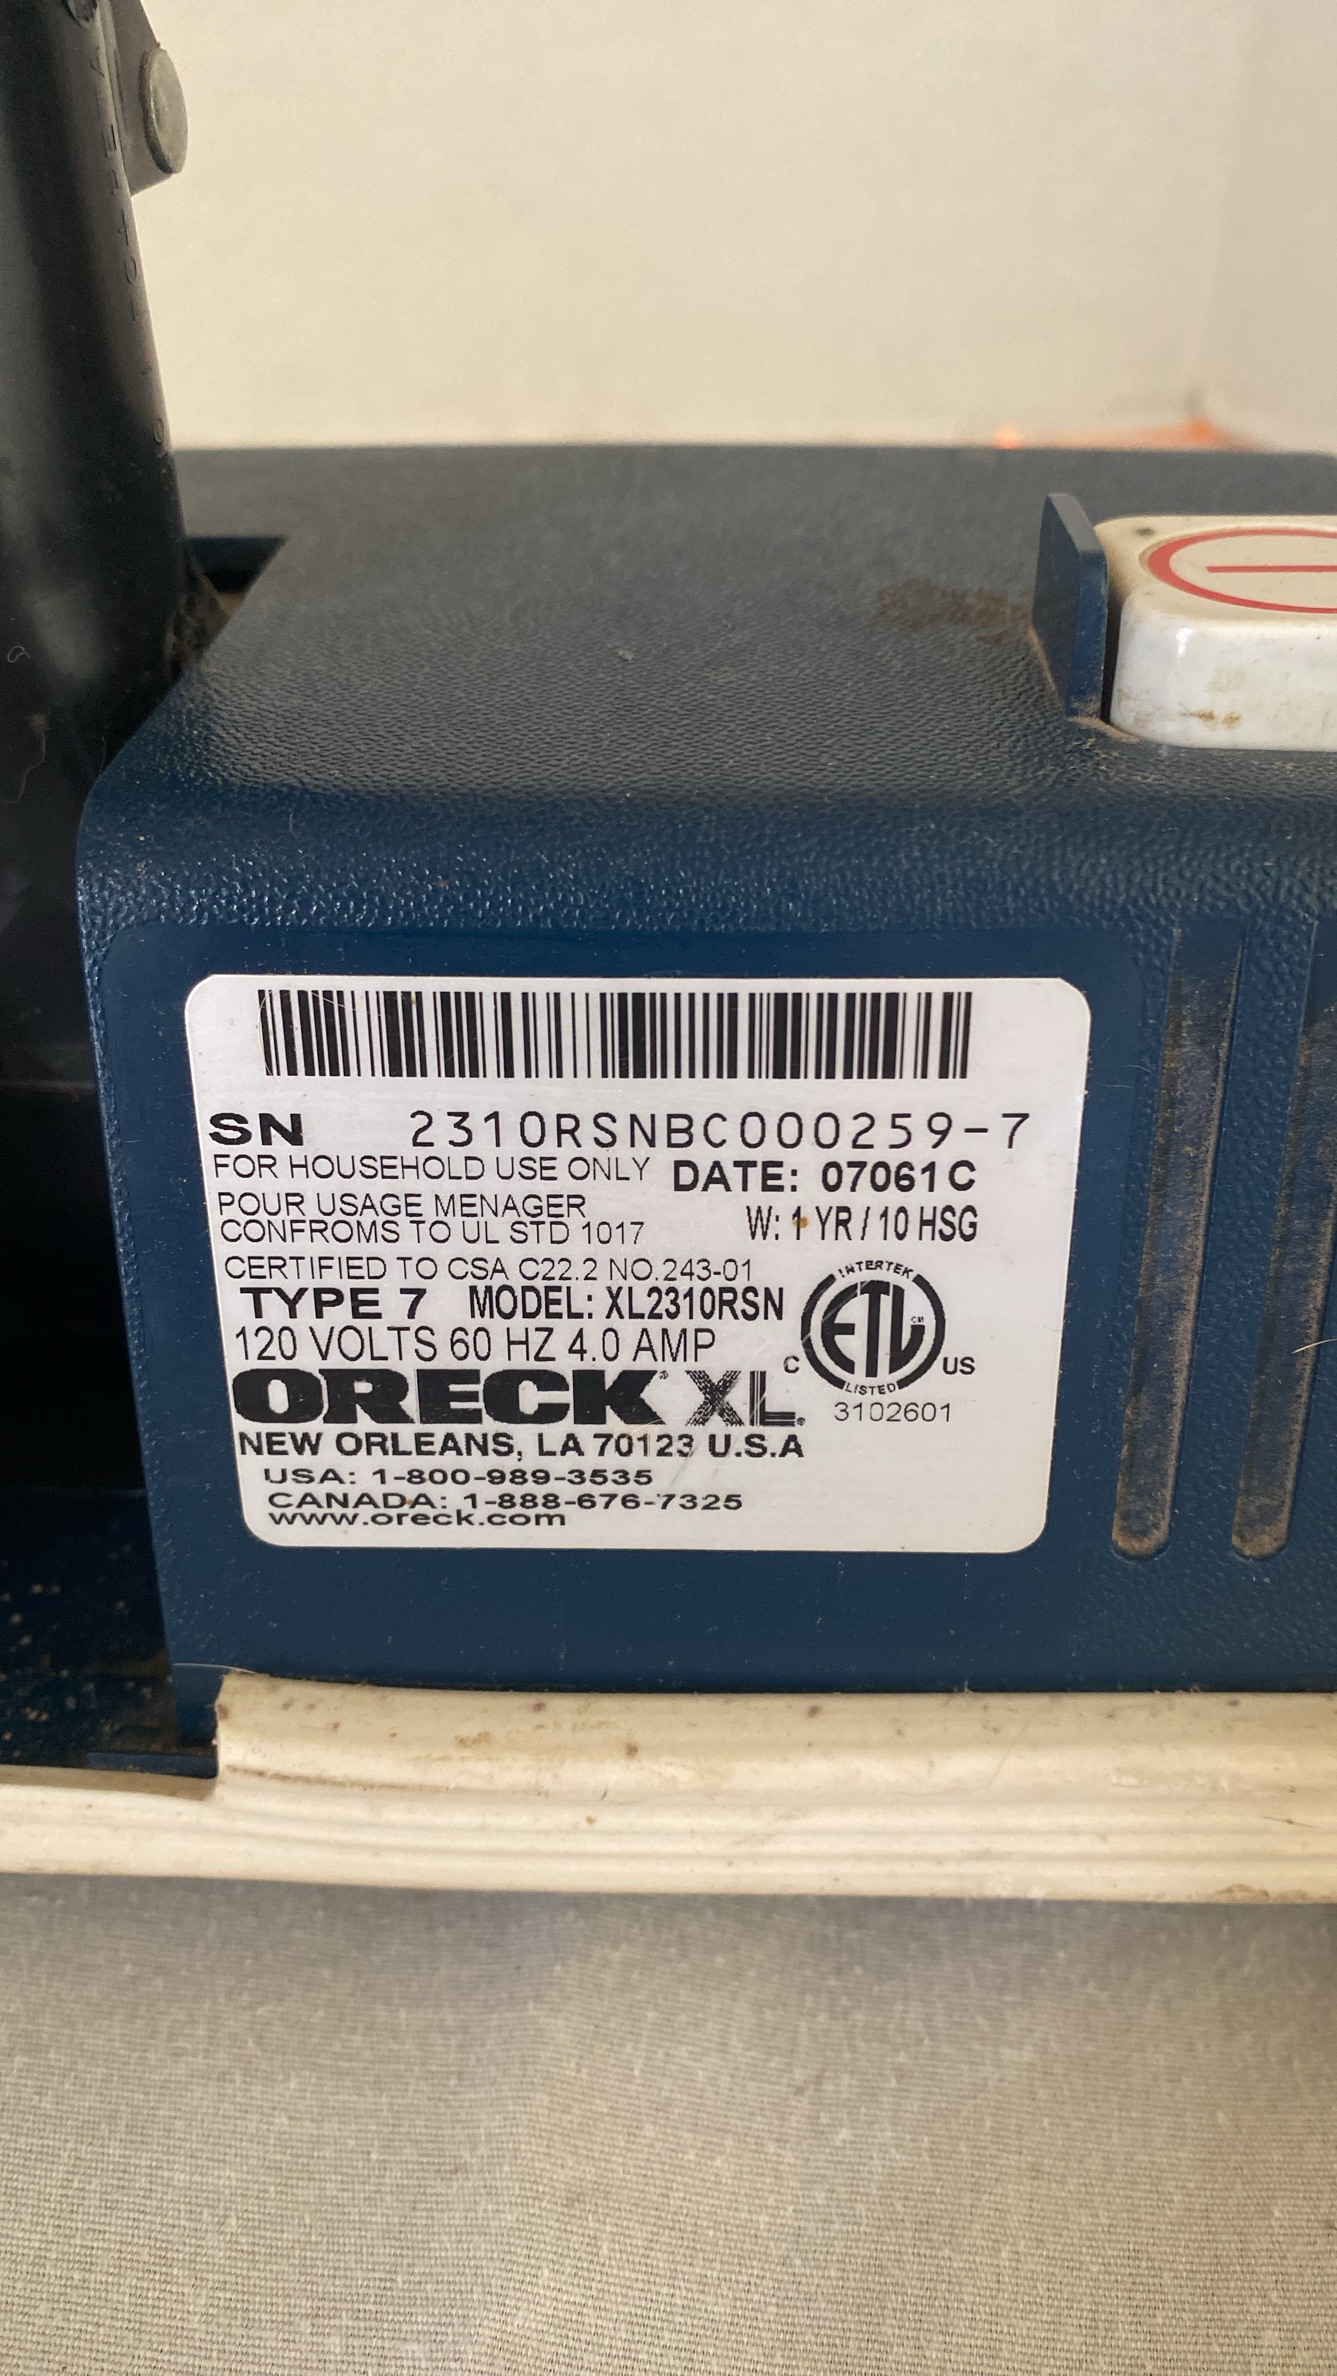 SN 2310RSNBC000259-7
FOR HOUSEHOLD USE ONLY DATE: 07061C
POUR USAGE MENAGER
CONFROMS TO UL STD 1017 W: 1 YR / 10 HSG
CERTIFIED TO CSA C22.2 NO.243-01
TYPE 7 MODEL: XL2310RSN
120 VOLTS 60 HZ 4.0 AMP
INTERTEK
C ETL CM US
LISTED
3102601
ORECK XL
NEW ORLEANS, LA 70123 U.S.A
USA: 1-800-989-3535
CANADA: 1-888-676-7325
www.oreck.com